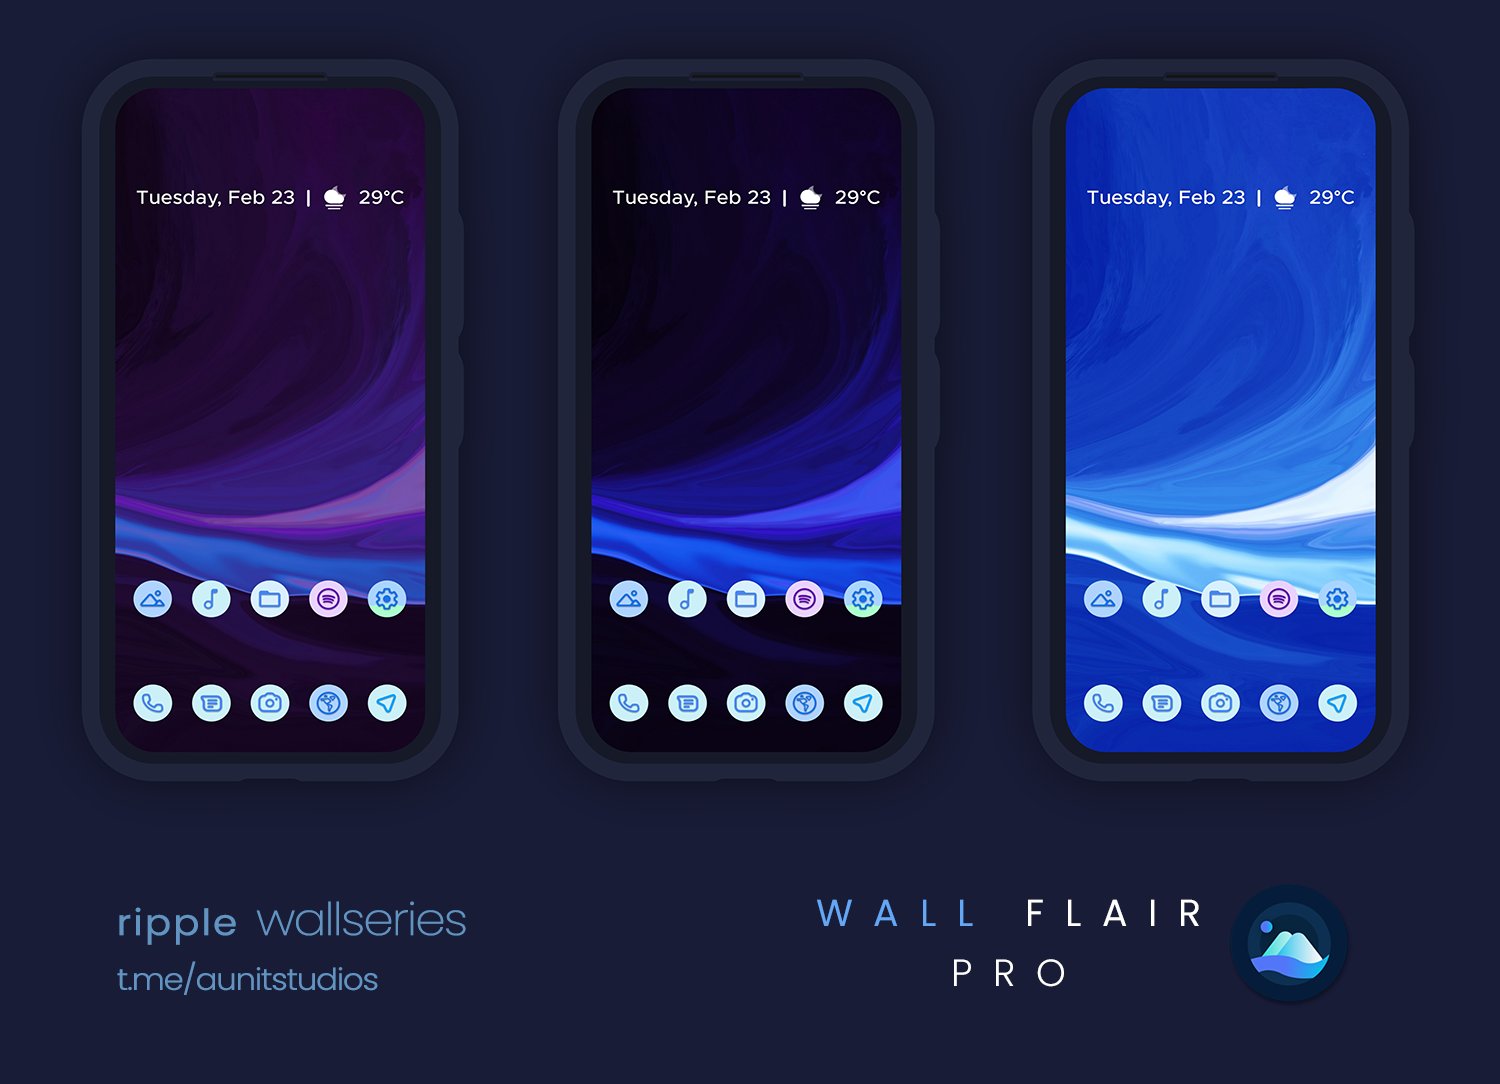 Tuesday, Feb 23 | 29°C
Tuesday, Feb 23 | 29°C
Tuesday, Feb 23 | 29°C
ripple wallseries
t.me/aunitstudios
WALL FLAIR
PRO